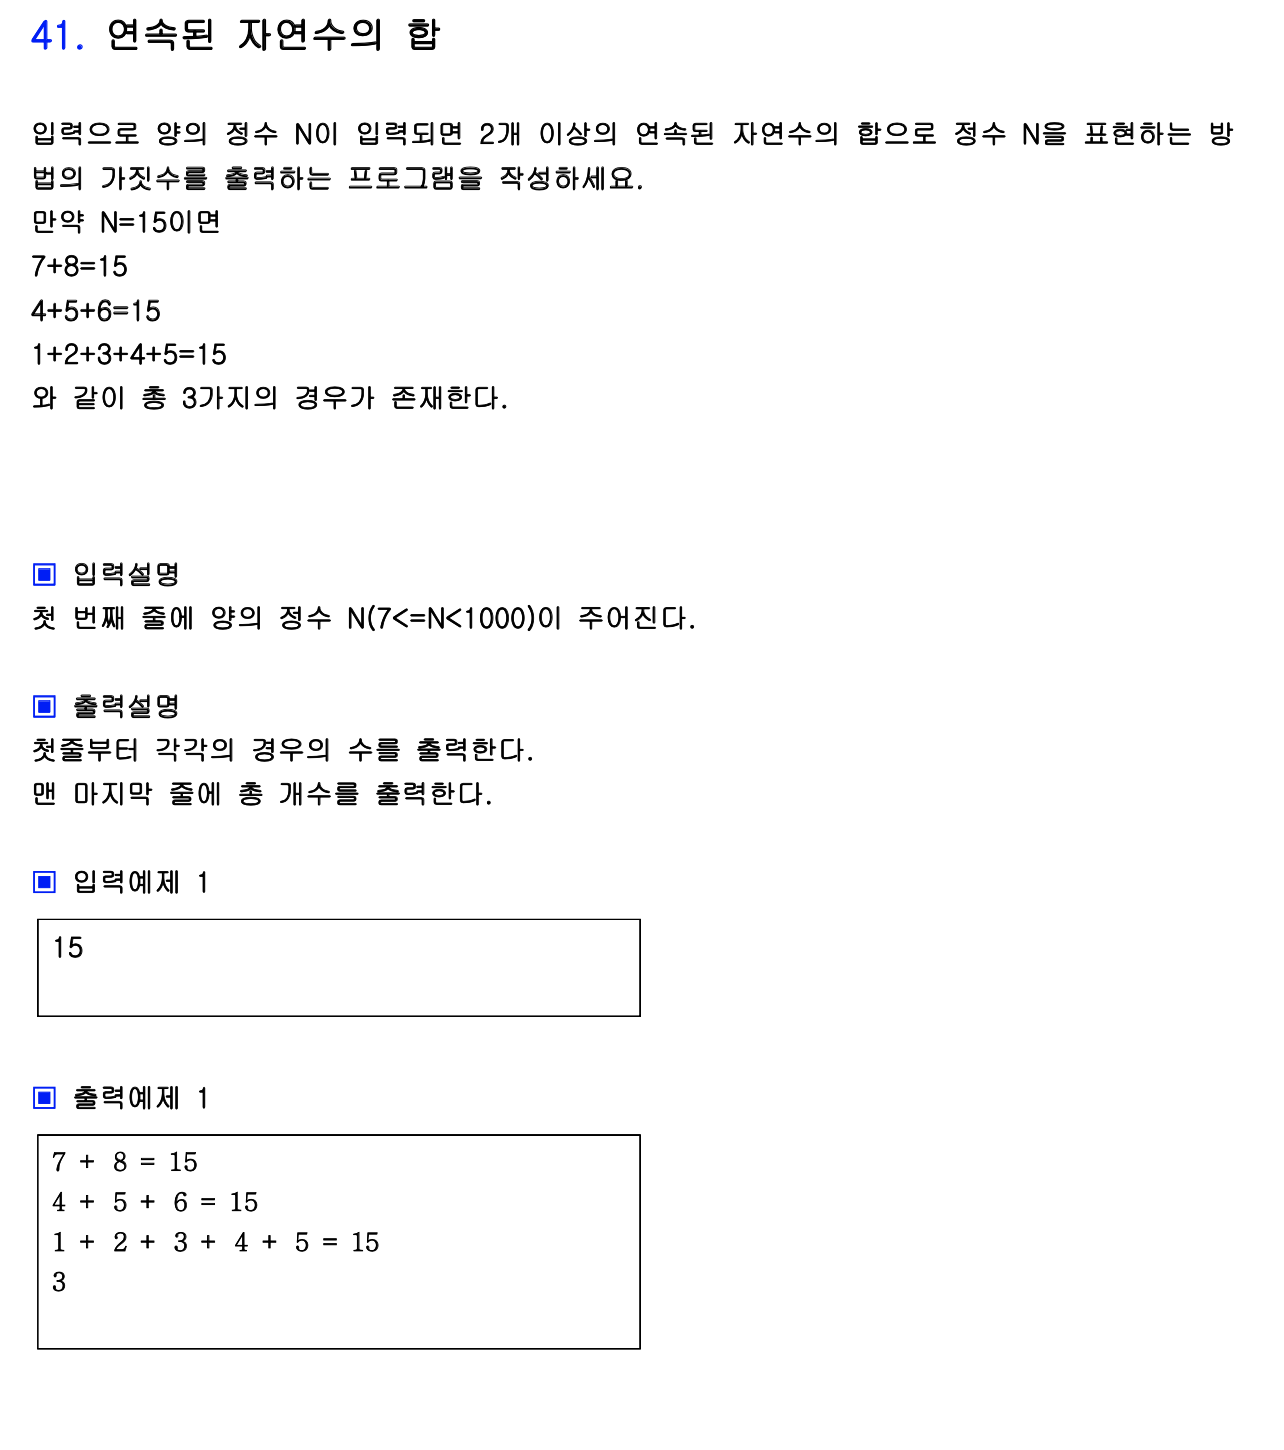 41. 연속된 자연수의 합
입력으로 양의 정수 N이 입력되면 2개 이상의 연속된 자연수의 합으로 정수 N을 표현하는 방
법의 가짓수를 출력하는 프로그램을 작성하세요.
만약 N=15이면
7+8=15
4+5+6=15
1+2+3+4+5=15
와 같이 총 3가지의 경우가 존재한다.
▣ 입력설명
첫 번째 줄에 양의 정수 N(7<=N<1000)이 주어진다.
▣ 출력설명
첫줄부터 각각의 경우의 수를 출력한다.
맨 마지막 줄에 총 개수를 출력한다.
▣ 입력예제 1
15
▣ 출력예제 1
7 + 8 = 15
4 + 5 + 6 = 15
1 + 2 + 3 + 4 + 5 = 15
3